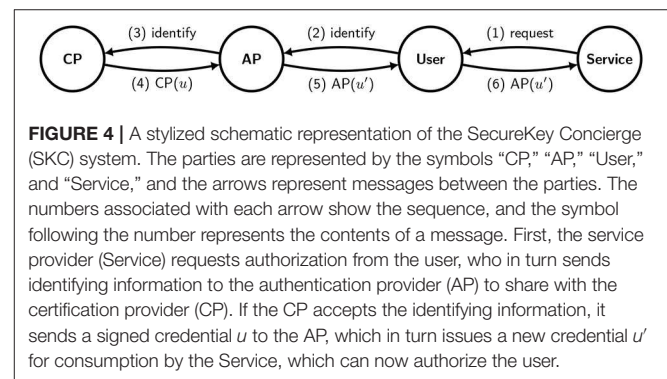 (3) identify (2) identify (1) request
CP AP User Service
(4) CP(u) (5) AP(u′) (6) AP(u′)
FIGURE 4 | A stylized schematic representation of the SecureKey Concierge
(SKC) system. The parties are represented by the symbols “CP,” “AP,” “User,”
and “Service,” and the arrows represent messages between the parties. The
numbers associated with each arrow show the sequence, and the symbol
following the number represents the contents of a message. First, the service
provider (Service) requests authorization from the user, who in turn sends
identifying information to the authentication provider (AP) to share with the
certification provider (CP). If the CP accepts the identifying information, it
sends a signed credential u to the AP, which in turn issues a new credential u′
for consumption by the Service, which can now authorize the user.